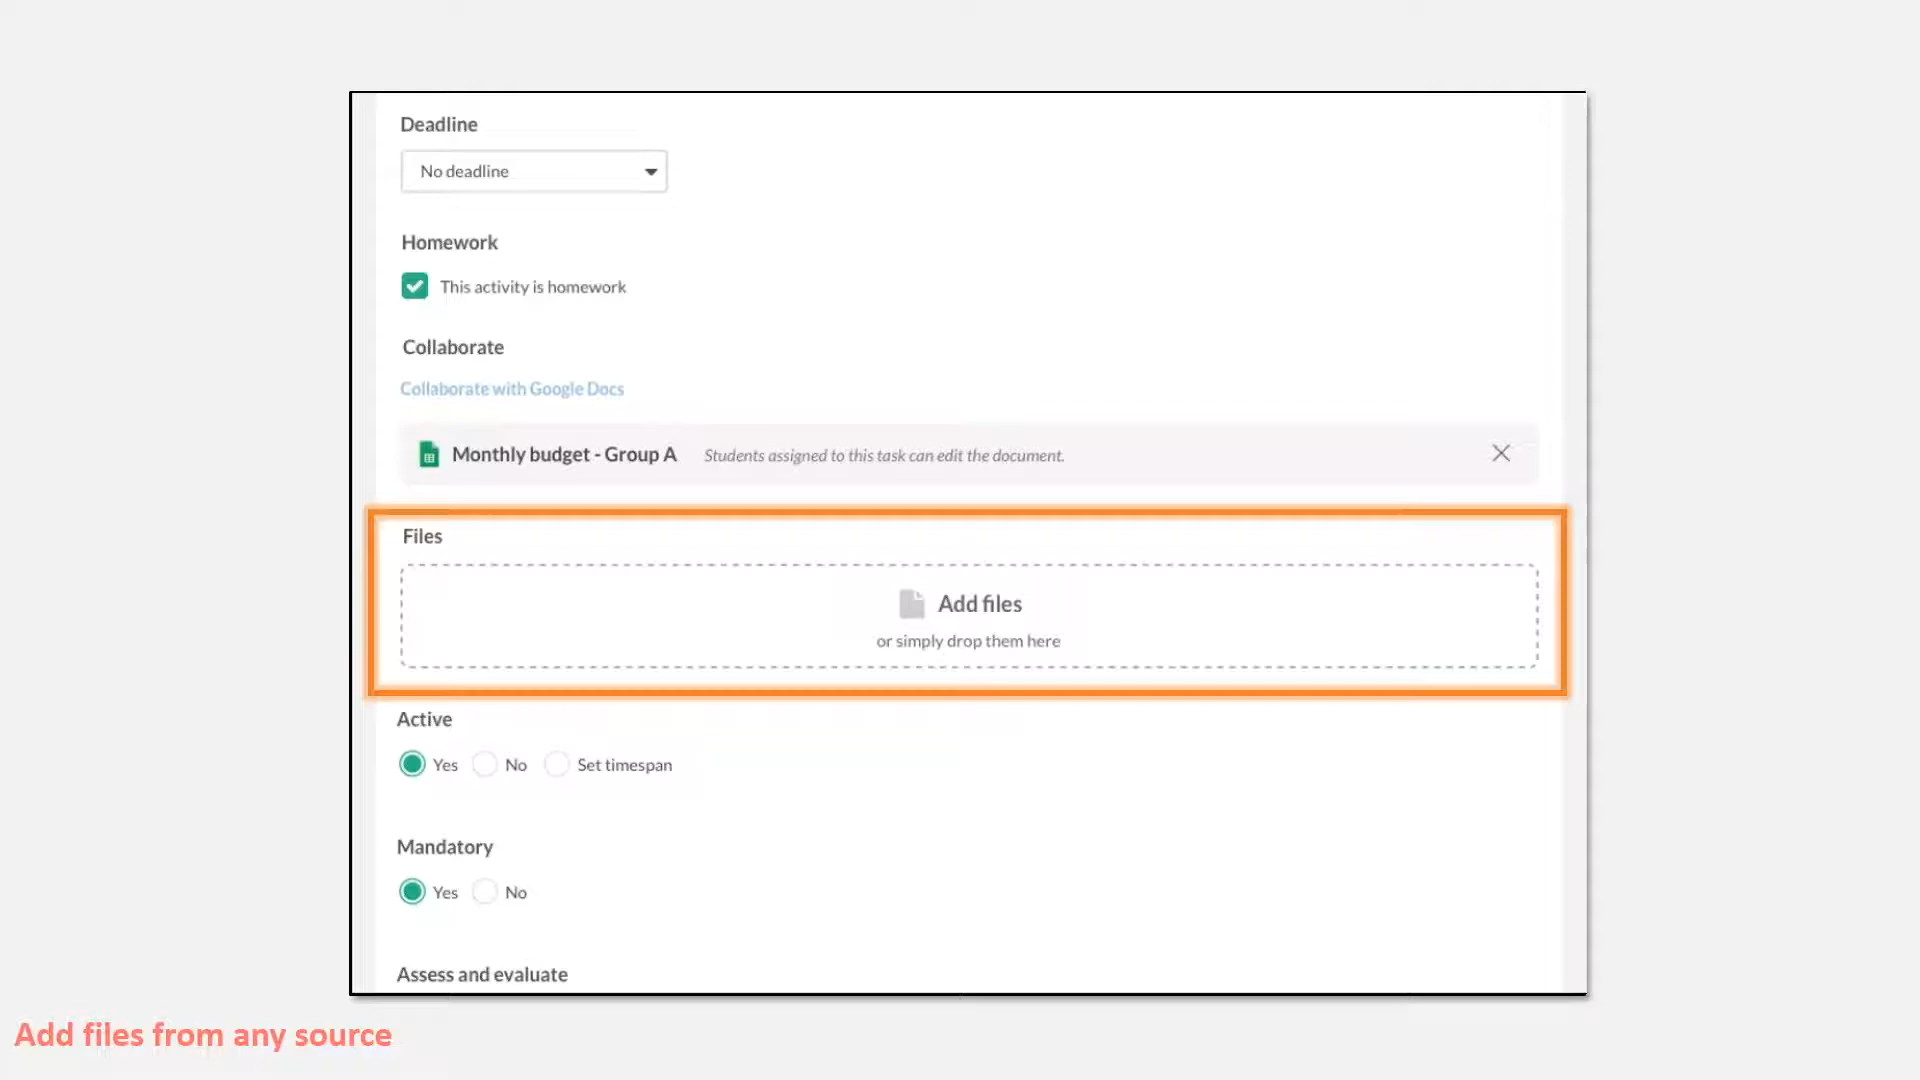 Deadline
No deadline
Homework
This activity is homework
Collaborate
Collaborate with Google Docs
Monthly budget - Group A Students assigned to this task can edit the document.
Files
Add files
or simply drop them here
Active
Yes No Set timespan
Mandatory
Yes No
Assess and evaluate
Add files from any source